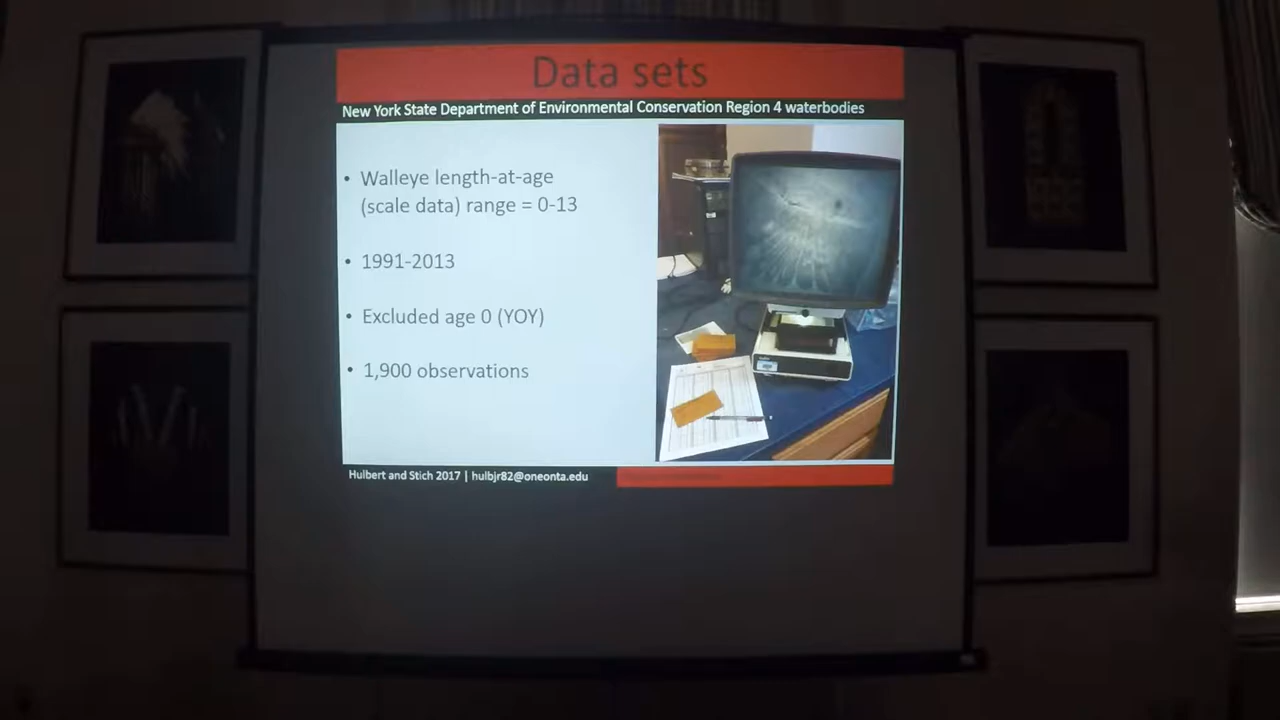 Data sets
New York State Department of Environmental Conservation Region 4 waterbodies
• Walleye length-at-age
(scale data) range = 0-13
• 1991-2013
• Excluded age 0 (YOY)
• 1,900 observations
Hulbert and Stich 2017 | hulbjr82@oneonta.edu